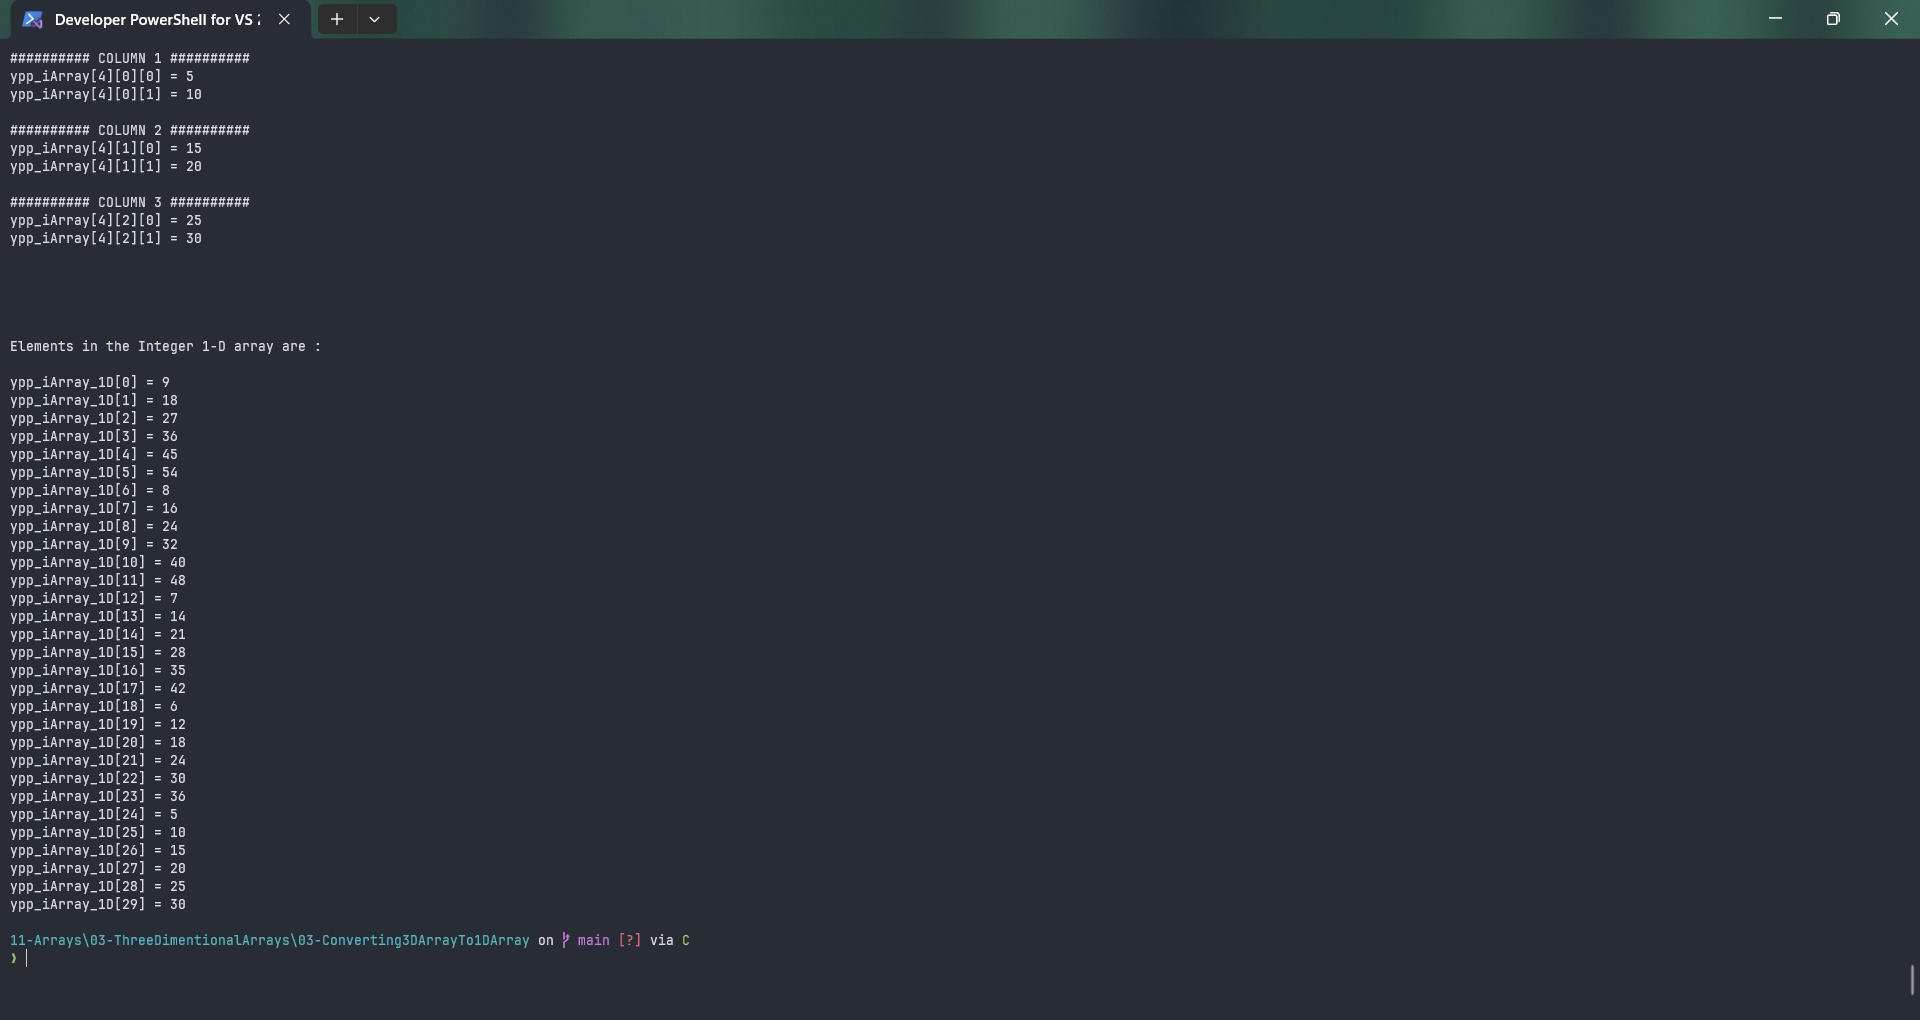 Developer PowerShell for VS 2
########## COLUMN 1 ##########
ypp_iArray[4][0][0] = 5
ypp_iArray[4][0][1] = 10
########## COLUMN 2 ##########
ypp_iArray[4][1][0] = 15
ypp_iArray[4][1][1] = 20
########## COLUMN 3 ##########
ypp_iArray[4][2][0] = 25
ypp_iArray[4][2][1] = 30
Elements in the Integer 1-D array are :
ypp_iArray_1D[0] = 9
ypp_iArray_1D[1] = 18
ypp_iArray_1D[2] = 27
ypp_iArray_1D[3] = 36
ypp_iArray_1D[4] = 45
ypp_iArray_1D[5] = 54
ypp_iArray_1D[6] = 8
ypp_iArray_1D[7] = 16
ypp_iArray_1D[8] = 24
ypp_iArray_1D[9] = 32
ypp_iArray_1D[10] = 40
ypp_iArray_1D[11] = 48
ypp_iArray_1D[12] = 7
ypp_iArray_1D[13] = 14
ypp_iArray_1D[14] = 21
ypp_iArray_1D[15] = 28
ypp_iArray_1D[16] = 35
ypp_iArray_1D[17] = 42
ypp_iArray_1D[18] = 6
ypp_iArray_1D[19] = 12
ypp_iArray_1D[20] = 18
ypp_iArray_1D[21] = 24
ypp_iArray_1D[22] = 30
ypp_iArray_1D[23] = 36
ypp_iArray_1D[24] = 5
ypp_iArray_1D[25] = 10
ypp_iArray_1D[26] = 15
ypp_iArray_1D[27] = 20
ypp_iArray_1D[28] = 25
ypp_iArray_1D[29] = 30
11-Arrays\03-ThreeDimentionalArrays\03-Converting3DArrayTo1DArray on main [?] via C
❯